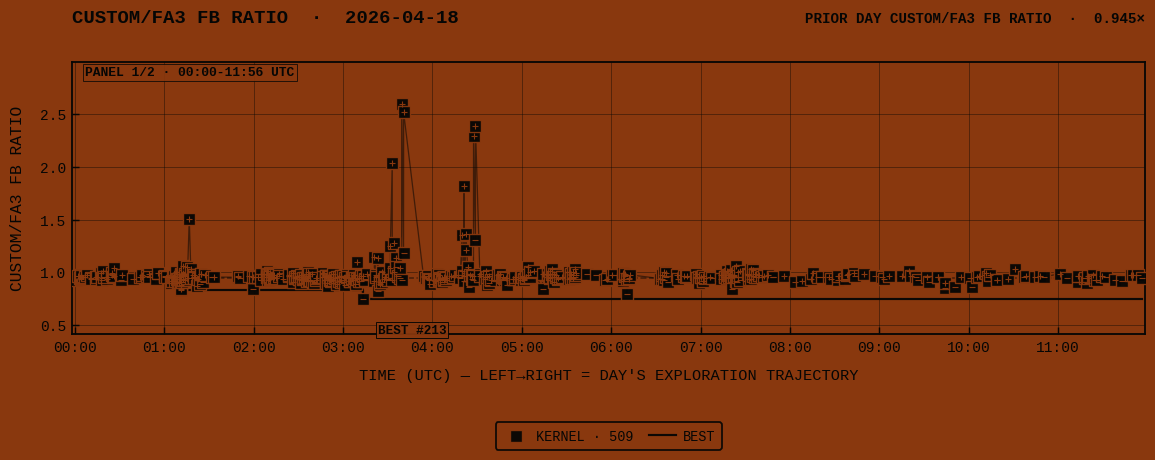 CUSTOM/FA3 FB RATIO · 2026-04-18
PRIOR DAY CUSTOM/FA3 FB RATIO · 0.945×
PANEL 1/2 · 00:00-11:56 UTC
CUSTOM/FA3 FB RATIO
2.5
2.0
1.5
1.0
0.5
BEST #213
00:00 01:00 02:00 03:00 04:00 05:00 06:00 07:00 08:00 09:00 10:00 11:00
TIME (UTC) — LEFT→RIGHT = DAY'S EXPLORATION TRAJECTORY
KERNEL · 509 BEST